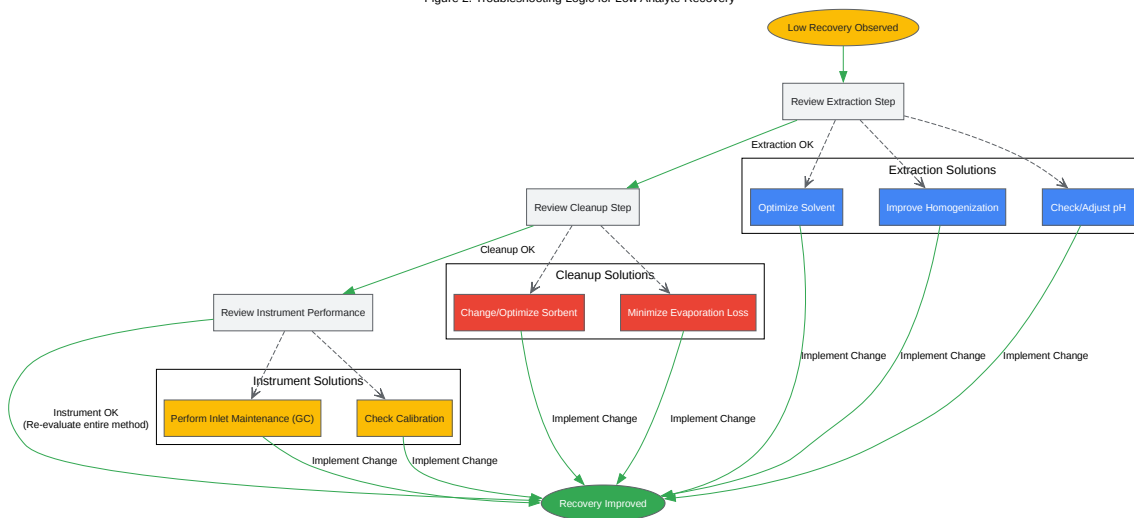 Figure 2: Troubleshooting Logic for Low Analyte Recovery
Low Recovery Observed
Review Extraction Step
Extraction OK
Extraction Solutions
Optimize Solvent
Improve Homogenization
Check/Adjust pH
Review Cleanup Step
Cleanup OK
Cleanup Solutions
Change/Optimize Sorbent
Minimize Evaporation Loss
Review Instrument Performance
Implement Change
Implement Change
Implement Change
Instrument Solutions
Perform Inlet Maintenance (GC)
Check Calibration
Instrument OK
(Re-evaluate entire method)
Implement Change
Implement Change
Implement Change
Implement Change
Recovery Improved